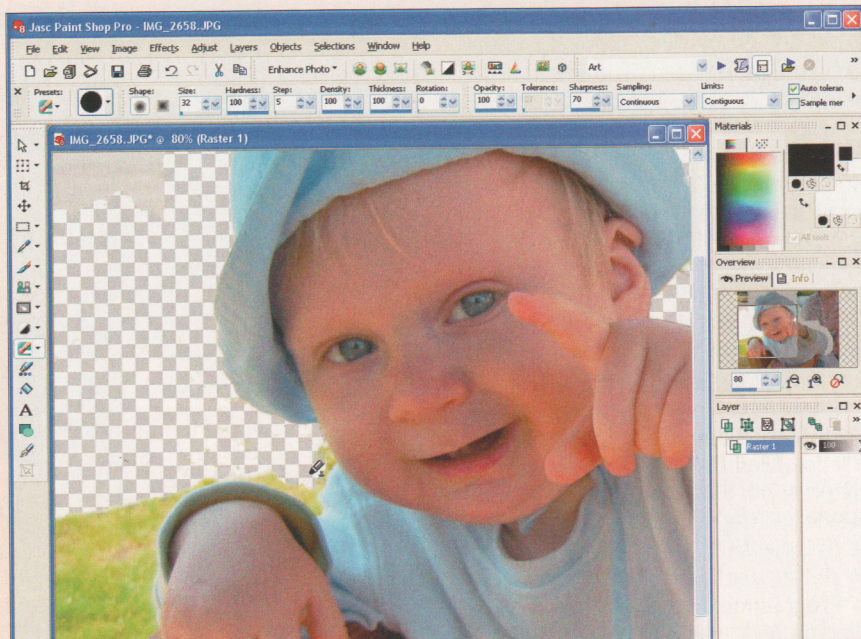 Jasc Paint Shop Pro - IMG_2658.JPG
File Edit View Image Effects Adjust Layers Objects Selections Window Help
Enhance Photo Art
Presets: Shape: Size: Hardness: Step: Density: Thickness: Rotation: Opacity: Tolerance: Sharpness: Sampling: Limits:
32 100 5 100 100 0 100 70 Continuous Contiguous
Auto toleran
Sample mer
IMG_2658.JPG* @ 80% (Raster 1)
Materials
All tools
Overview
Preview Info
80
Layer
Raster 1 100
A